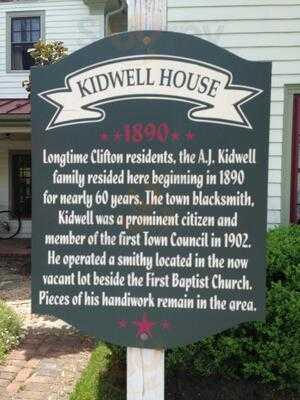 KIDWELL HOUSE
1890
Longtime Clifton residents, the A.J. Kidwell
family resided here beginning in 1890
for nearly 60 years. The town blacksmith,
Kidwell was a prominent citizen and
member of the first Town Council in 1902.
He operated a smithy located in the now
vacant lot beside the First Baptist Church.
Pieces of his handiwork remain in the area.